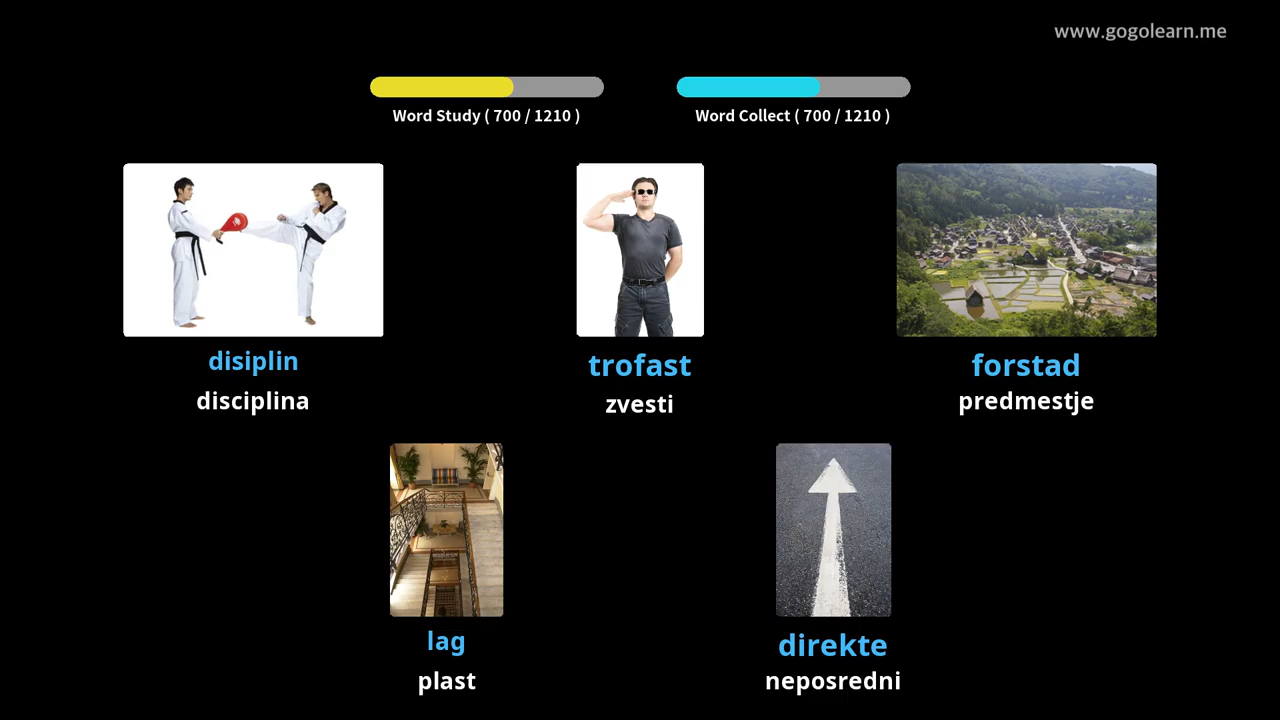 www.gogolearn.me
Word Study ( 700 / 1210 )
Word Collect ( 700 / 1210 )
disiplin
disciplina
trofast
zvesti
forstad
predmestje
lag
plast
direkte
neposredni